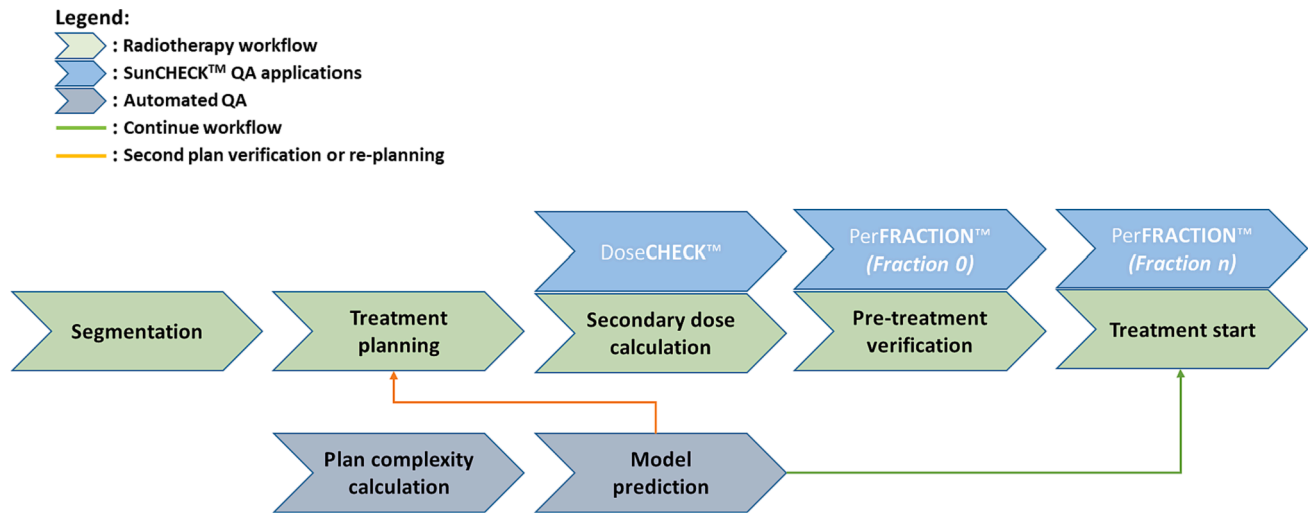 Legend:
: Radiotherapy workflow
: SunCHECK™ QA applications
: Automated QA
: Continue workflow
: Second plan verification or re-planning
DoseCHECK™
PerFRACTION™
(Fraction 0)
PerFRACTION™
(Fraction n)
Segmentation
Treatment
planning
Secondary dose
calculation
Pre-treatment
verification
Treatment start
Plan complexity
calculation
Model
prediction